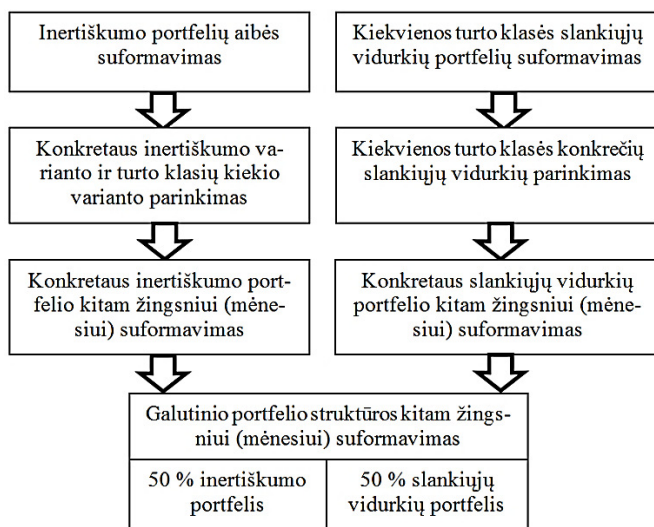 Inertiškumo portfelių aibės
suformavimas
Kiekvienos turto klasės slankiųjų
vidurkių portfelių suformavimas
Konkretaus inertiškumo va-
rianto ir turto klasių kiekio
varianto parinkimas
Kiekvienos turto klasės konkrečių
slankiųjų vidurkių parinkimas
Konkretaus inertiškumo port-
felio kitam žingsniui (mėne-
siui) suformavimas
Konkretaus slankiųjų vidurkių
portfelio kitam žingsniui (mėne-
siui) suformavimas
Galutinio portfelio struktūros kitam žings-
niui (mėnesiui) suformavimas
50 % inertiškumo
portfelis
50 % slankiųjų
vidurkių portfelis